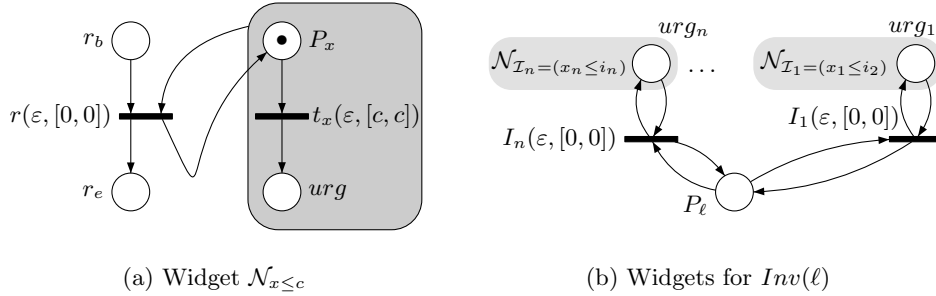 r_b
P_x
r(ε, [0, 0])
t_x(ε, [c, c])
r_e
urg
(a) Widget 𝒩_{x≤c}
urg_n
urg_1
𝒩_{ℐ_n=(x_n≤i_n)}
...
𝒩_{ℐ_1=(x_1≤i_2)}
I_n(ε, [0, 0])
I_1(ε, [0, 0])
P_ℓ
(b) Widgets for Inv(ℓ)